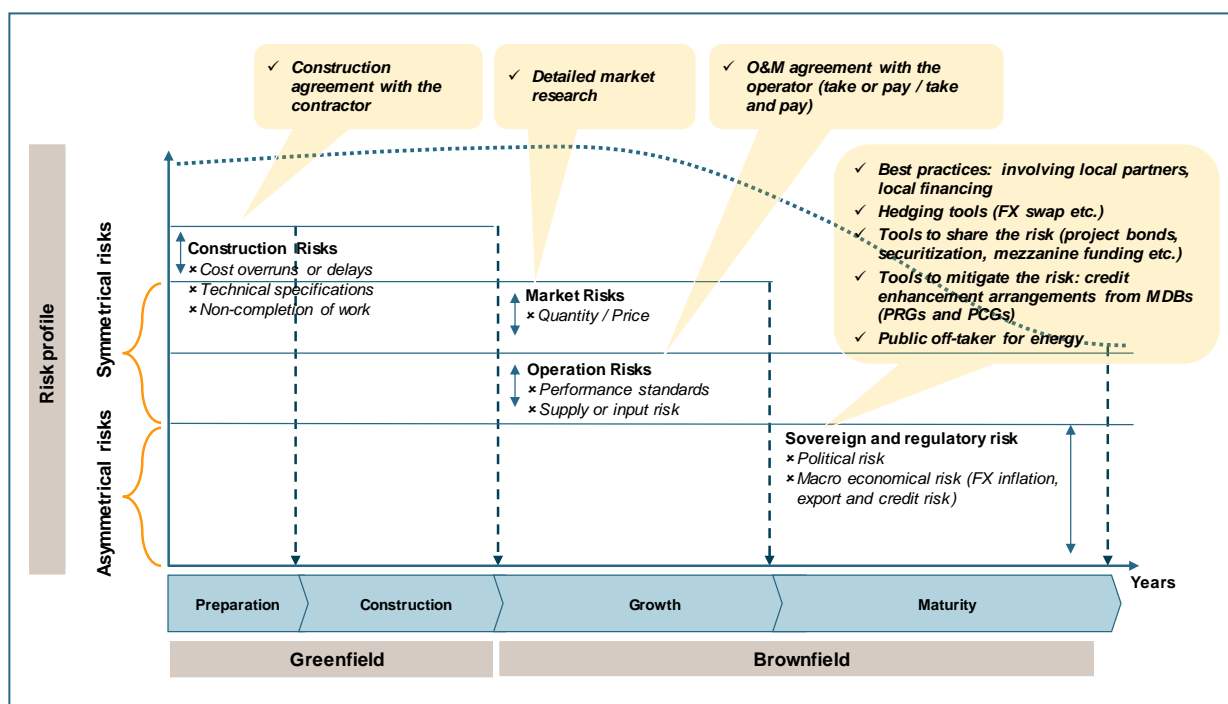 ✓ Construction
agreement with the
contractor
✓ Detailed market
research
✓ O&M agreement with the
operator (take or pay / take
and pay)
✓ Best practices: involving local partners,
local financing
✓ Hedging tools (FX swap etc.)
✓ Tools to share the risk (project bonds,
securitization, mezzanine funding etc.)
✓ Tools to mitigate the risk: credit
enhancement arrangements from MDBs
(PRGs and PCGs)
✓ Public off-taker for energy
Risk profile
Symmetrical risks
Asymmetrical risks
Construction Risks
× Cost overruns or delays
× Technical specifications
× Non-completion of work
Market Risks
× Quantity / Price
Operation Risks
× Performance standards
× Supply or input risk
Sovereign and regulatory risk
× Political risk
× Macro economical risk (FX inflation,
export and credit risk)
Years
Preparation
Construction
Growth
Maturity
Greenfield
Brownfield